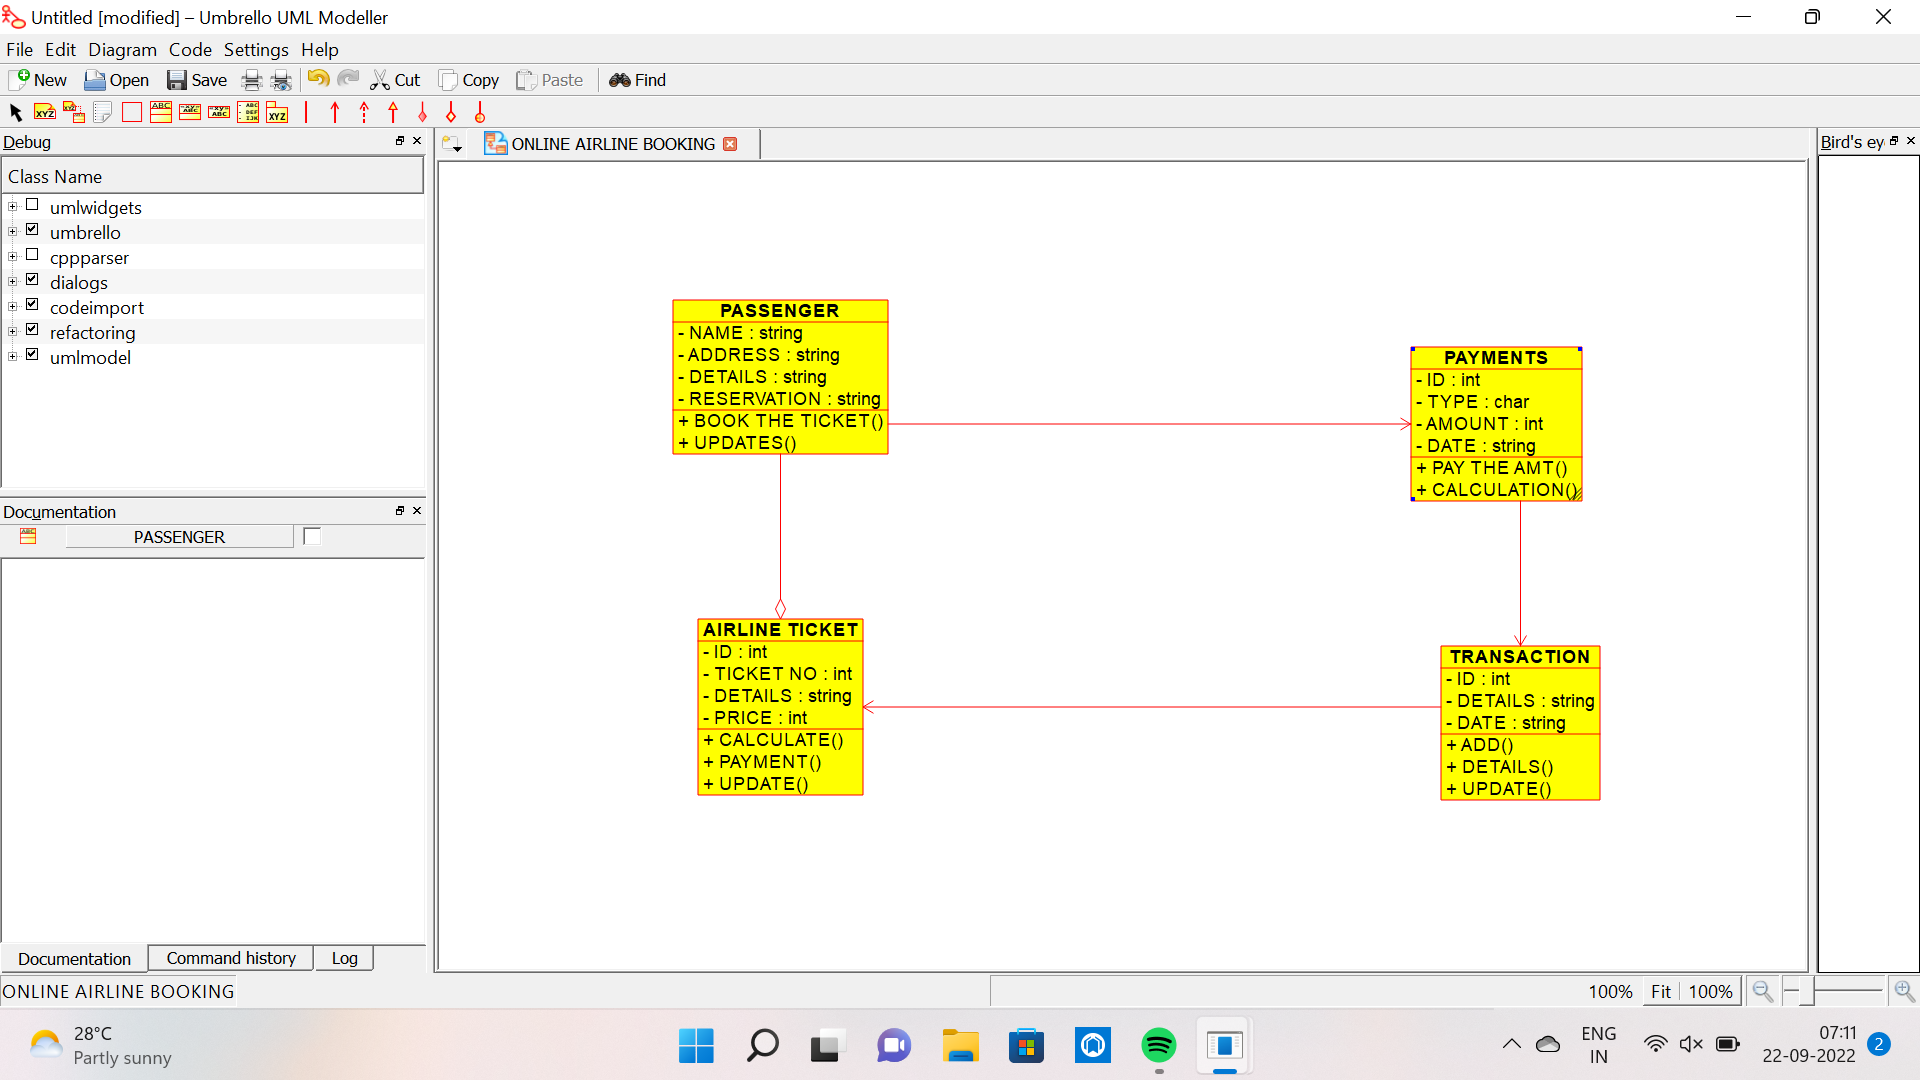 Untitled [modified] – Umbrello UML Modeller
File Edit Diagram Code Settings Help
New Open Save Cut Copy Paste Find
Debug
Class Name
umlwidgets
umbrello
cppparser
dialogs
codeimport
refactoring
umlmodel
Documentation
PASSENGER
Documentation Command history Log
ONLINE AIRLINE BOOKING
Bird's ey
PASSENGER
- NAME : string
- ADDRESS : string
- DETAILS : string
- RESERVATION : string
+ BOOK THE TICKET()
+ UPDATES()
PAYMENTS
- ID : int
- TYPE : char
- AMOUNT : int
- DATE : string
+ PAY THE AMT()
+ CALCULATION()
AIRLINE TICKET
- ID : int
- TICKET NO : int
- DETAILS : string
- PRICE : int
+ CALCULATE()
+ PAYMENT()
+ UPDATE()
TRANSACTION
- ID : int
- DETAILS : string
- DATE : string
+ ADD()
+ DETAILS()
+ UPDATE()
ONLINE AIRLINE BOOKING
100% Fit 100%
28°C
Partly sunny
ENG
IN
07:11
22-09-2022
2